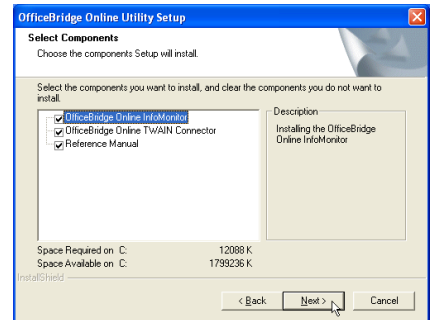 OfficeBridge Online Utility Setup
Select Components
Choose the components Setup will install.
Select the components you want to install, and clear the components you do not want to
install.
OfficeBridge Online InfoMonitor
OfficeBridge Online TWAIN Connector
Reference Manual
Description
Installing the OfficeBridge
Online InfoMonitor
Space Required on C: 12088 K
Space Available on C: 1799236 K
InstallShield
< Back Next > Cancel